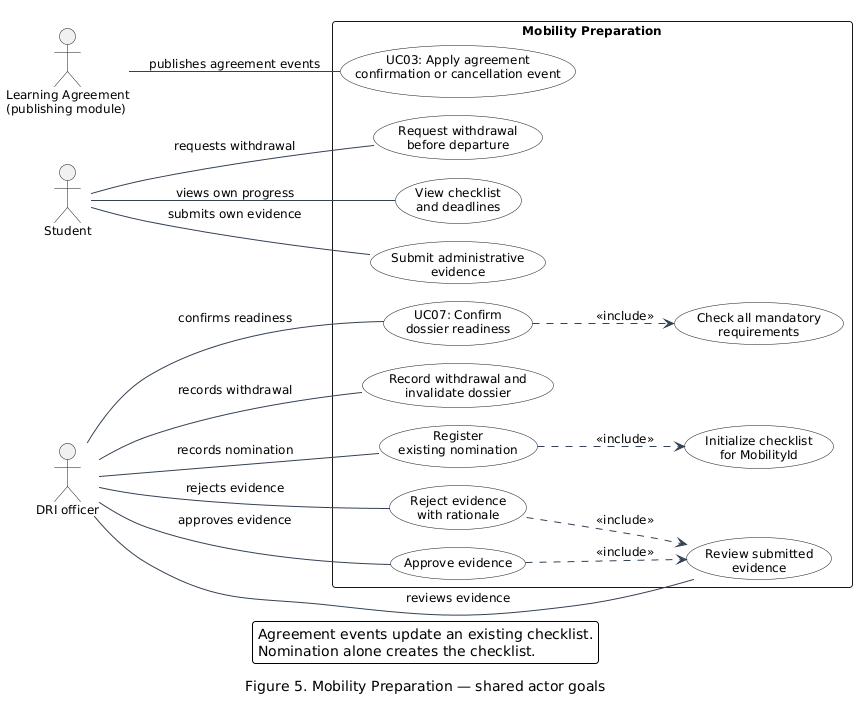 Mobility Preparation
publishes agreement events
UC03: Apply agreement
confirmation or cancellation event
Learning Agreement
(publishing module)
Request withdrawal
before departure
requests withdrawal
views own progress
View checklist
and deadlines
submits own evidence
Student
Submit administrative
evidence
confirms readiness
UC07: Confirm
dossier readiness
«include»
Check all mandatory
requirements
records withdrawal
Record withdrawal and
invalidate dossier
records nomination
Register
existing nomination
«include»
Initialize checklist
for MobilityId
rejects evidence
Reject evidence
with rationale
DRI officer
approves evidence
«include»
Approve evidence
«include»
Review submitted
evidence
reviews evidence
Agreement events update an existing checklist.
Nomination alone creates the checklist.
Figure 5. Mobility Preparation — shared actor goals